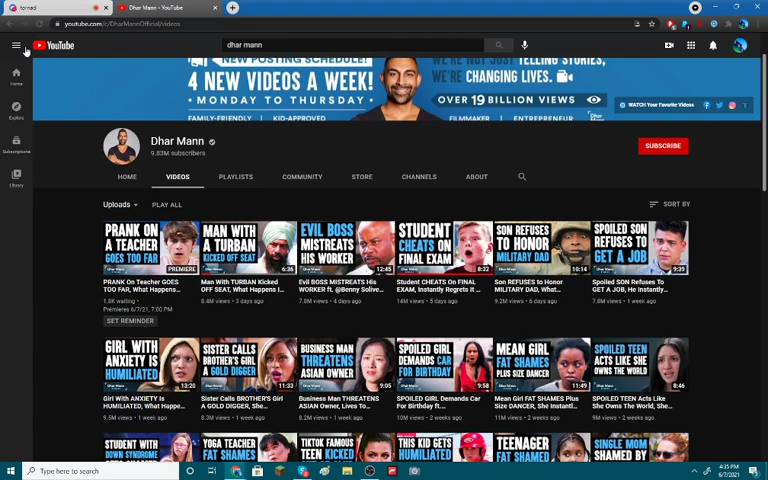 tornad
Dhar Mann - YouTube
youtube.com/c/DharMannOfficial/videos
YouTube
dhar mann
Home
Explore
Subscriptions
Library
NEW POSTING SCHEDULE!
4 NEW VIDEOS A WEEK!
• MONDAY TO THURSDAY •
FAMILY-FRIENDLY | KID-APPROVED
WE'RE NOT JUST TELLING STORIES,
WE'RE CHANGING LIVES.
OVER 19 BILLION VIEWS
FILMMAKER | ENTREPRENEUR
WATCH Your Favorite Videos
Dhar Mann
9.83M subscribers
SUBSCRIBE
HOME VIDEOS PLAYLISTS COMMUNITY STORE CHANNELS ABOUT
Uploads PLAY ALL SORT BY
PRANK ON
A TEACHER
GOES TOO
FAR
PREMIERE
MAN WITH
A TURBAN
KICKED OFF SEAT
6:36
EVIL BOSS
MISTREATS
HIS WORKER
12:45
STUDENT
CHEATS ON
FINAL
EXAM
8:32
SON REFUSES
TO HONOR
MILITARY DAD
10:14
SPOILED SON
REFUSES TO
GET A JOB
9:39
PRANK On Teacher GOES
TOO FAR, What Happens...
1.8K waiting •
Premieres 6/7/21, 7:00 PM
SET REMINDER
Man With TURBAN Kicked
OFF SEAT, What Happens I...
8.4M views • 3 days ago
Evil BOSS MISTREATS HIS
WORKER ft. @Benny Solive...
7.8M views • 4 days ago
Student CHEATS On FINAL
EXAM, Instantly Regrets It ...
14M views • 5 days ago
Son REFUSES to Honor
MILITARY DAD, What...
9.2M views • 6 days ago
Spoiled SON Refuses To
GET A JOB, He Instantly...
7.8M views • 1 week ago
GIRL WITH
ANXIETY IS
HUMILIATED
13:20
SISTER CALLS
BROTHER'S GIRL
A GOLD DIGGER
11:33
BUSINESS MAN
THREATENS
ASIAN OWNER
9:05
SPOILED GIRL
DEMANDS CAR
FOR BIRTHDAY
9:58
MEAN GIRL
FAT SHAMES
PLUS SIZE DANCER
11:49
SPOILED TEEN
ACTS LIKE SHE
OWNS THE WORLD
8:46
Girl With ANXIETY Is
HUMILIATED, What Happe...
9.5M views • 1 week ago
Sister Calls BROTHER'S GIRL
A GOLD DIGGER, She...
8.3M views • 1 week ago
Business Man THREATENS
ASIAN OWNER, Lives To...
8.2M views • 1 week ago
SPOILED GIRL Demands Car
For Birthday ft....
10M views • 2 weeks ago
Mean Girl FAT SHAMES Plus
Size DANCER, She Instantl...
11M views • 2 weeks ago
SPOILED TEEN Acts Like
She OWNS The World, She...
9M views • 2 weeks ago
STUDENT WITH
DOWN SYNDROME
YOGA TEACHER
FAT SHAMES
TIKTOK FAMOUS
TEEN KICKED
THIS KID GETS
HUMILIATED
TEENAGER
FAT SHAMES
SINGLE MOM
SHAMED BY
Type here to search
4:35 PM
6/7/2021